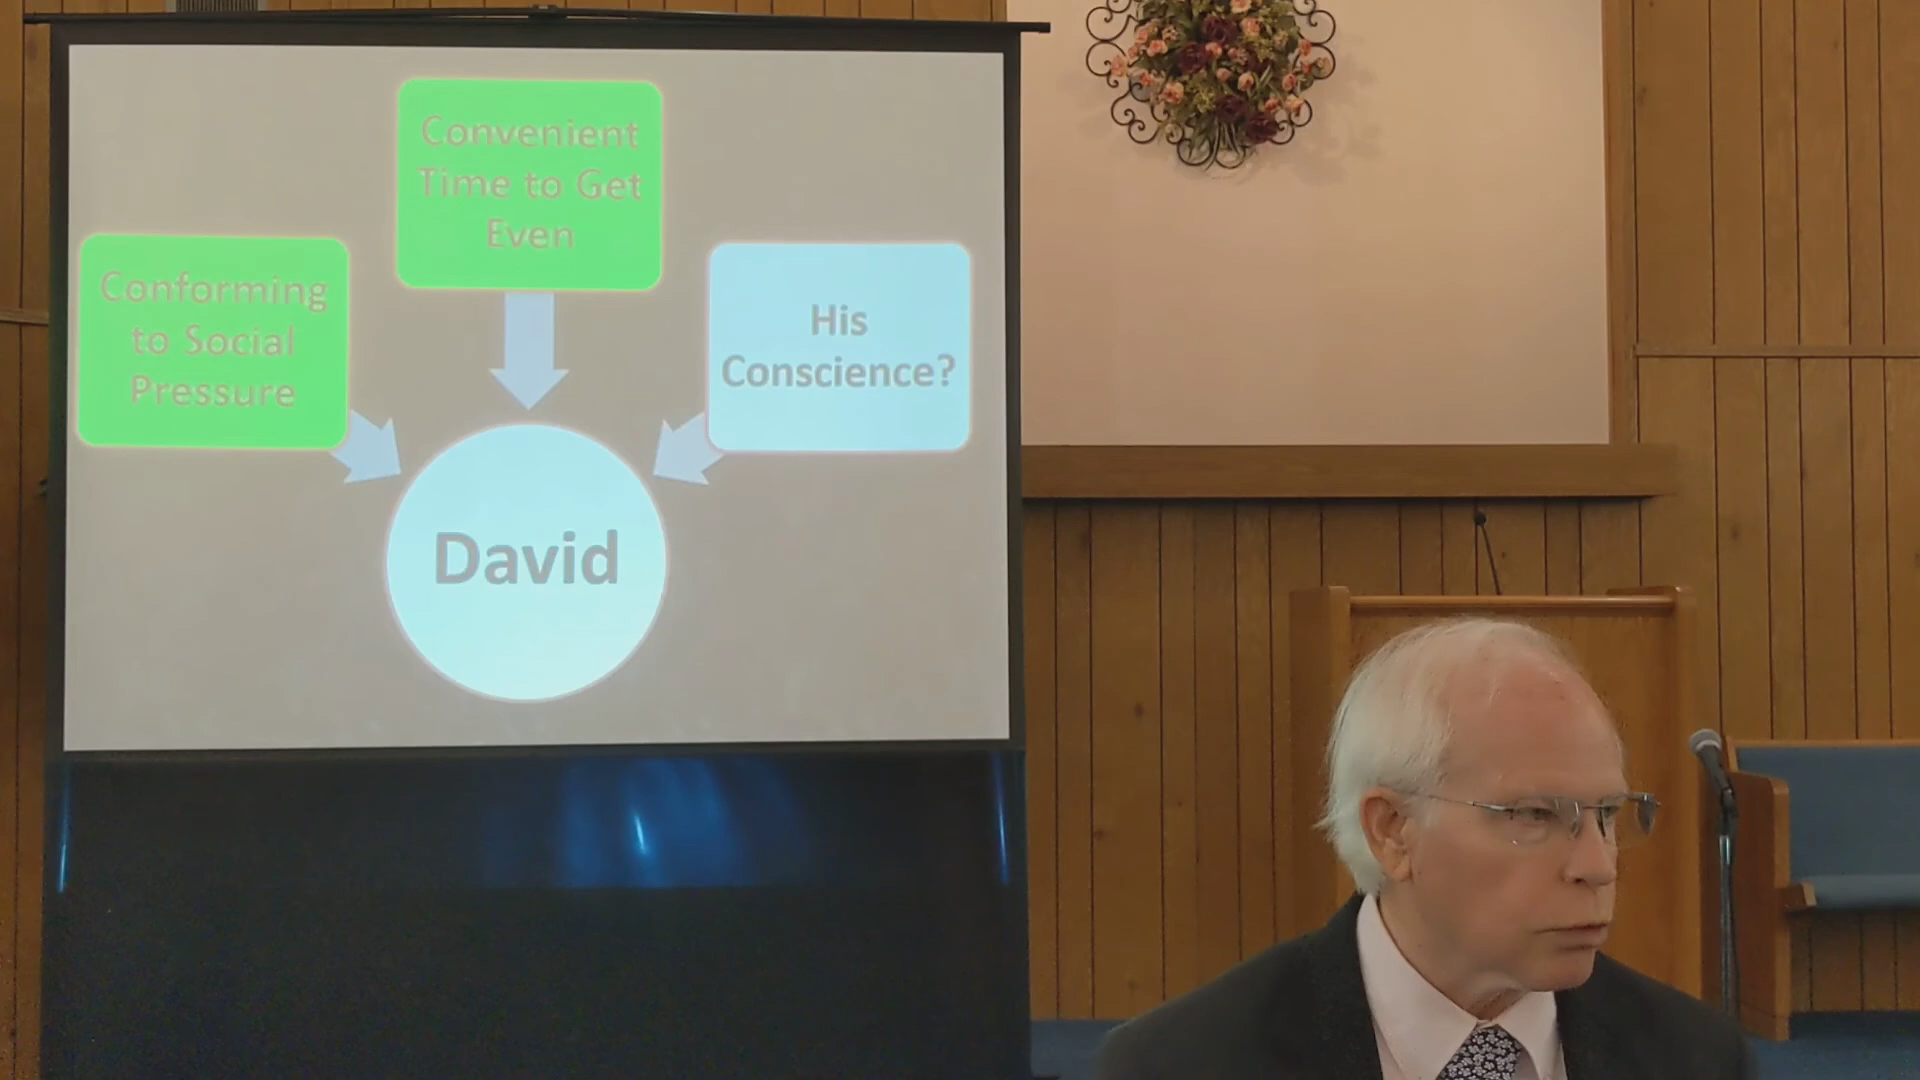 Convenient
Time to Get
Even
Conforming
to Social
Pressure
His
Conscience?
David